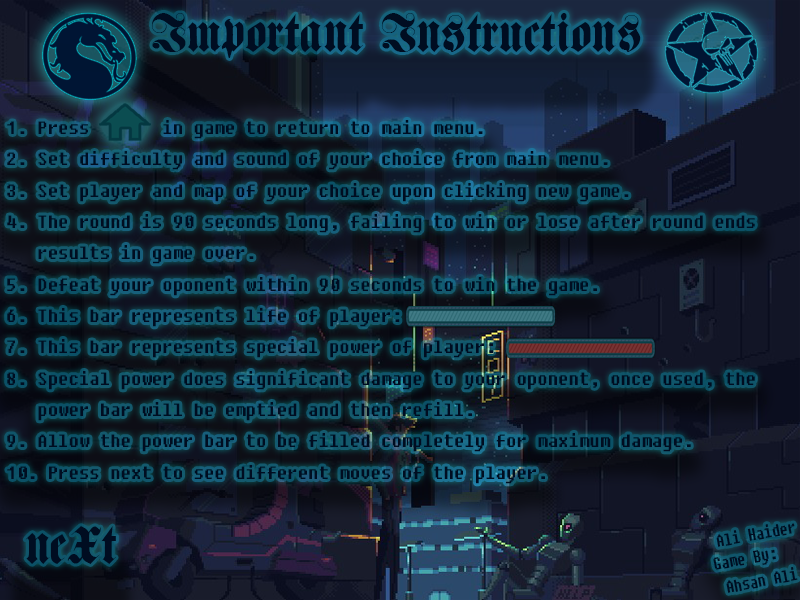 Important Instructions
1. Press in game to return to main menu.
2. Set difficulty and sound of your choice from main menu.
3. Set player and map of your choice upon clicking new game.
4. The round is 90 seconds long, failing to win or lose after round ends
results in game over.
5. Defeat your oponent within 90 seconds to win the game.
6. This bar represents life of player:
7. This bar represents special power of player:
8. Special power does significant damage to your oponent, once used, the
power bar will be emptied and then refill.
9. Allow the power bar to be filled completely for maximum damage.
10. Press next to see different moves of the player.
neXt
Ali Haider
Game By:
Ahsan Ali
HELP